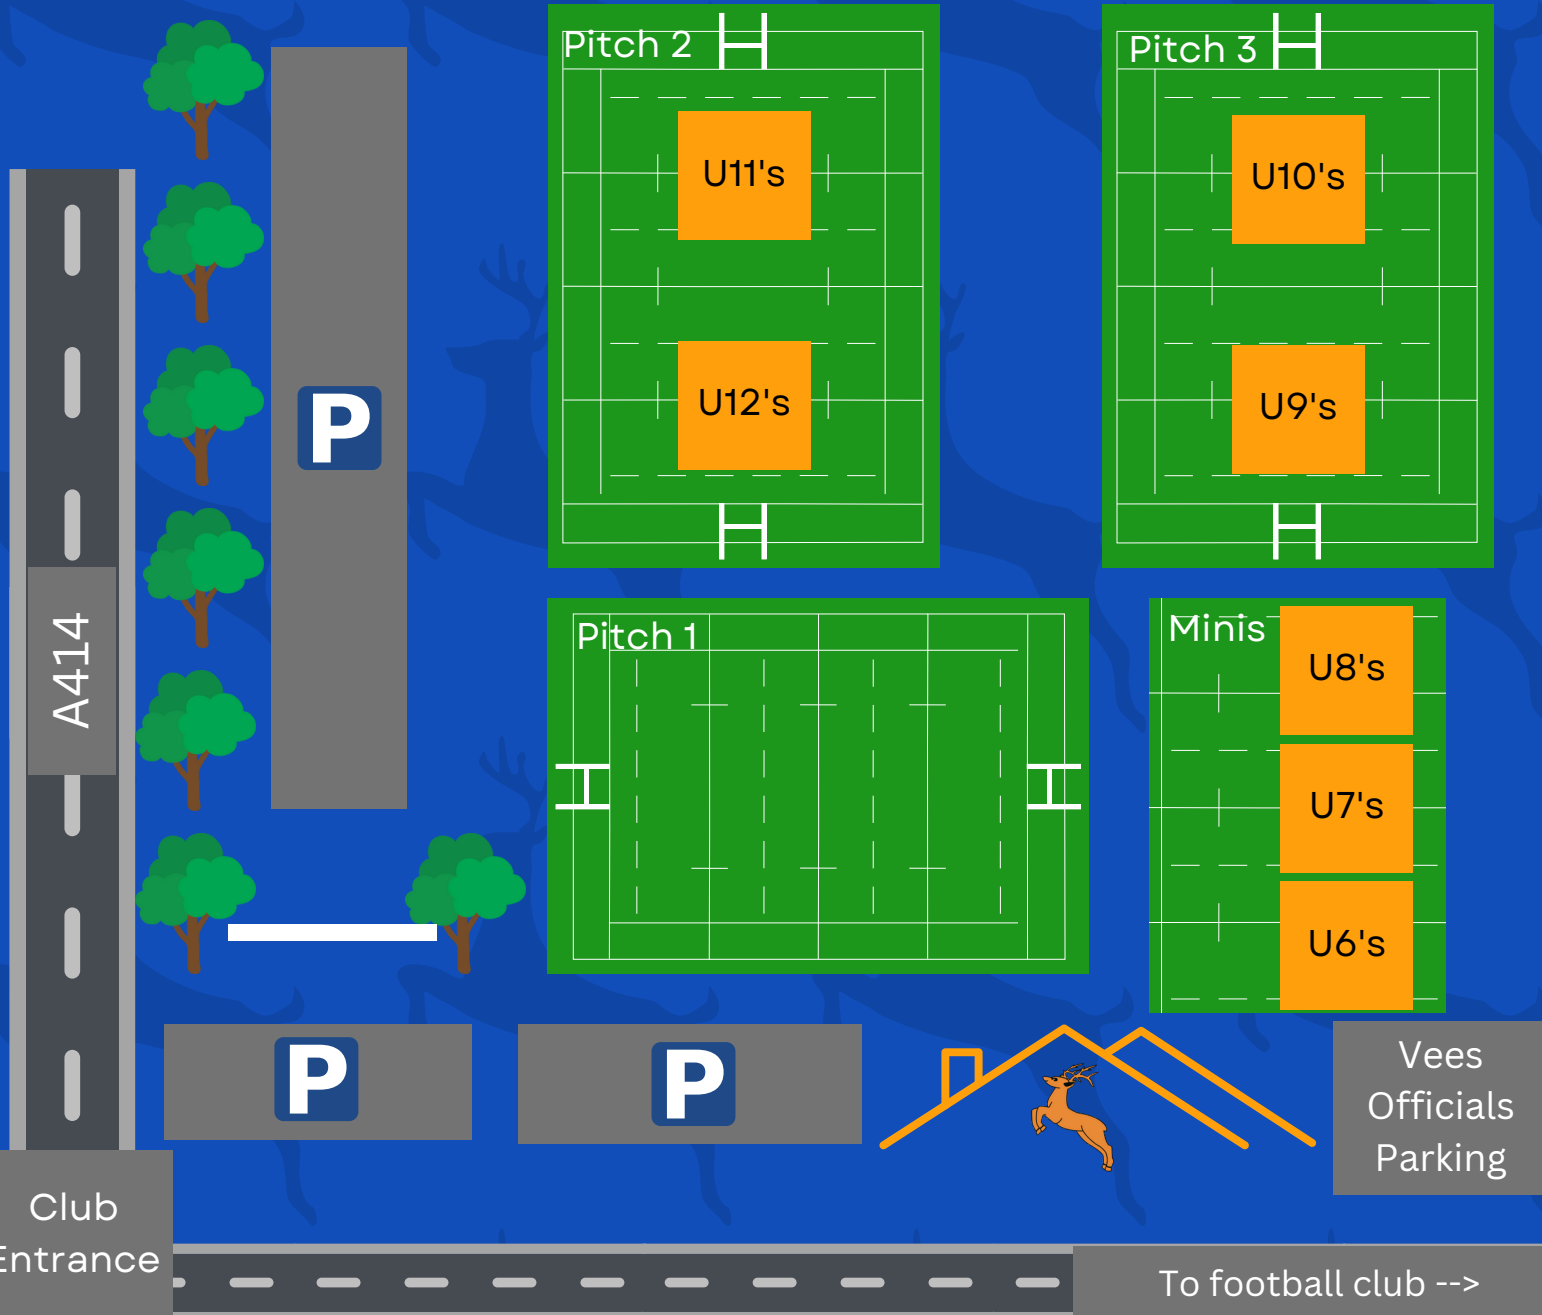 Pitch 2
Pitch 3
U11's
U10's
U12's
U9's
P
A414
Pitch 1
Minis
U8's
U7's
U6's
P
P
Vees
Officials
Parking
Club
Entrance
To football club -->